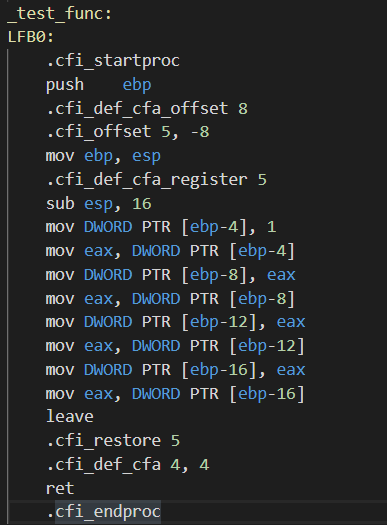 _test_func:
LFB0:
.cfi_startproc
push    ebp
.cfi_def_cfa_offset 8
.cfi_offset 5, -8
mov ebp, esp
.cfi_def_cfa_register 5
sub esp, 16
mov DWORD PTR [ebp-4], 1
mov eax, DWORD PTR [ebp-4]
mov DWORD PTR [ebp-8], eax
mov eax, DWORD PTR [ebp-8]
mov DWORD PTR [ebp-12], eax
mov eax, DWORD PTR [ebp-12]
mov DWORD PTR [ebp-16], eax
mov eax, DWORD PTR [ebp-16]
leave
.cfi_restore 5
.cfi_def_cfa 4, 4
ret
.cfi_endproc